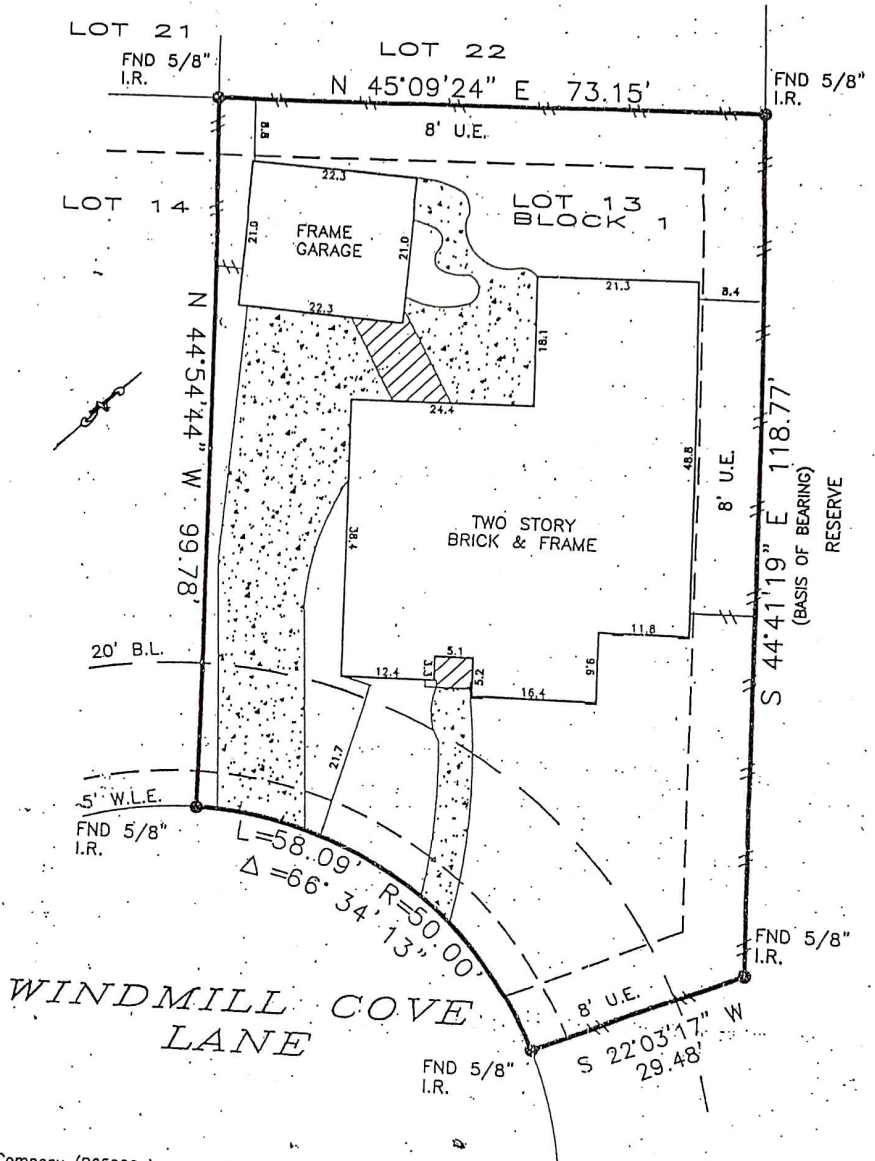 LOT 21
LOT 22
FND 5/8"
I.R.
N 45°09'24" E 73.15'
FND 5/8"
I.R.
8.8
8' U.E.
22.3
LOT 14
LOT 13
BLOCK 1
21.0
FRAME
GARAGE
21.0
22.3
21.3
8.4
18.1
N 44°54'44" W 99.78'
24.4
S 44°41'19" E 118.77'
(BASIS OF BEARING)
RESERVE
48.8
8' U.E.
TWO STORY
BRICK & FRAME
38.4
11.8
20' B.L.
5.1
12.4
3.3
5.2
9.6
16.4
21.7
5' W.L.E.
FND 5/8"
I.R.
L=58.09' R=50.00'
Δ=66°34'13"
FND 5/8"
I.R.
WINDMILL COVE
LANE
8' U.E.
S 22°03'17" W
29.48'
FND 5/8"
I.R.